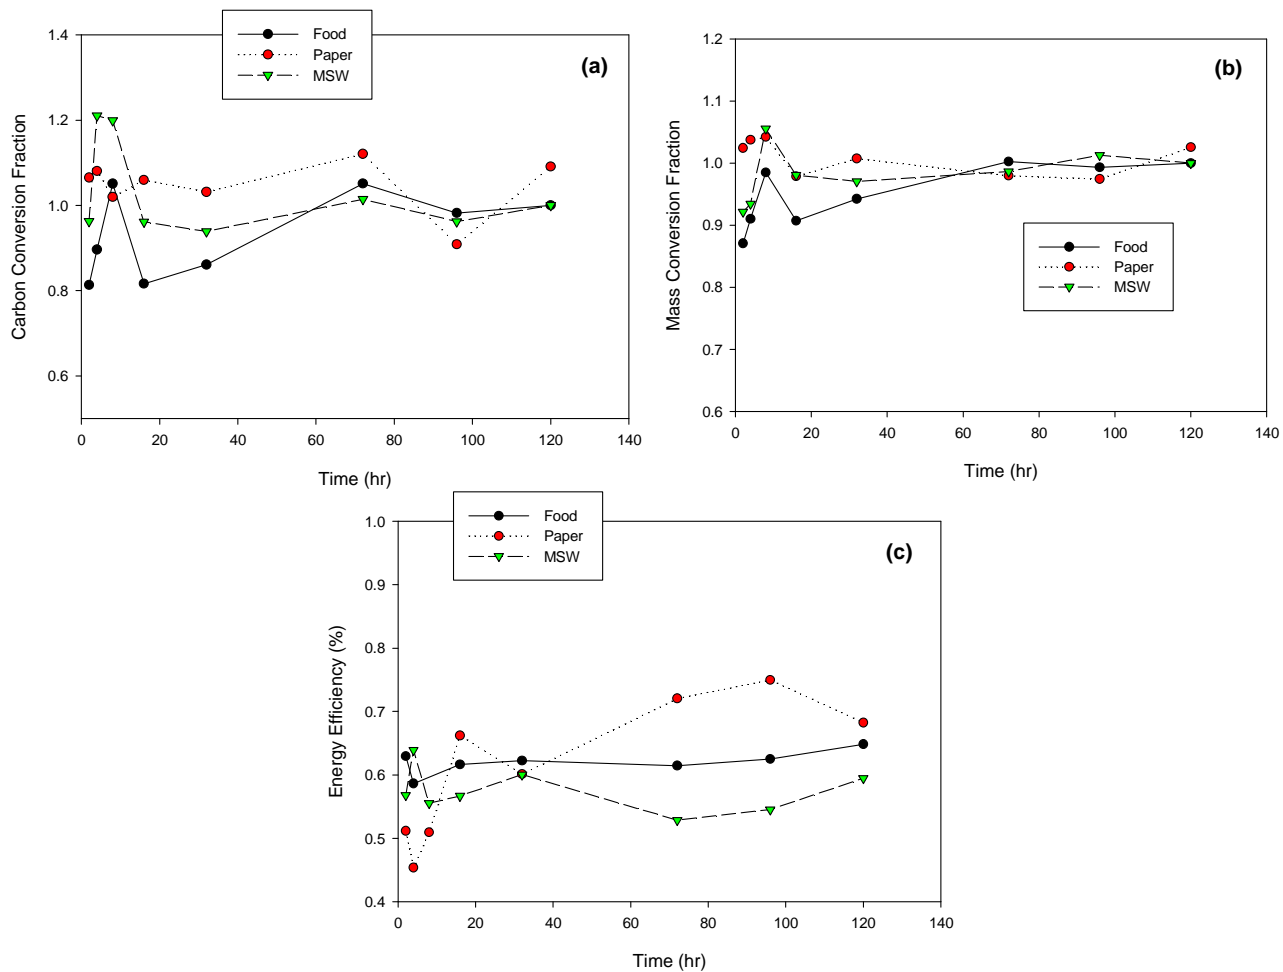 Food
Paper
MSW
(a)
Carbon Conversion Fraction
1.4
1.2
1.0
0.8
0.6
0 20 40 60 80 100 120 140
Time (hr)
(b)
Mass Conversion Fraction
1.2
1.1
1.0
0.9
0.8
0.7
0.6
Food
Paper
MSW
0 20 40 60 80 100 120 140
Time (hr)
Food
Paper
MSW
(c)
Energy Efficiency (%)
1.0
0.9
0.8
0.7
0.6
0.5
0.4
0 20 40 60 80 100 120 140
Time (hr)